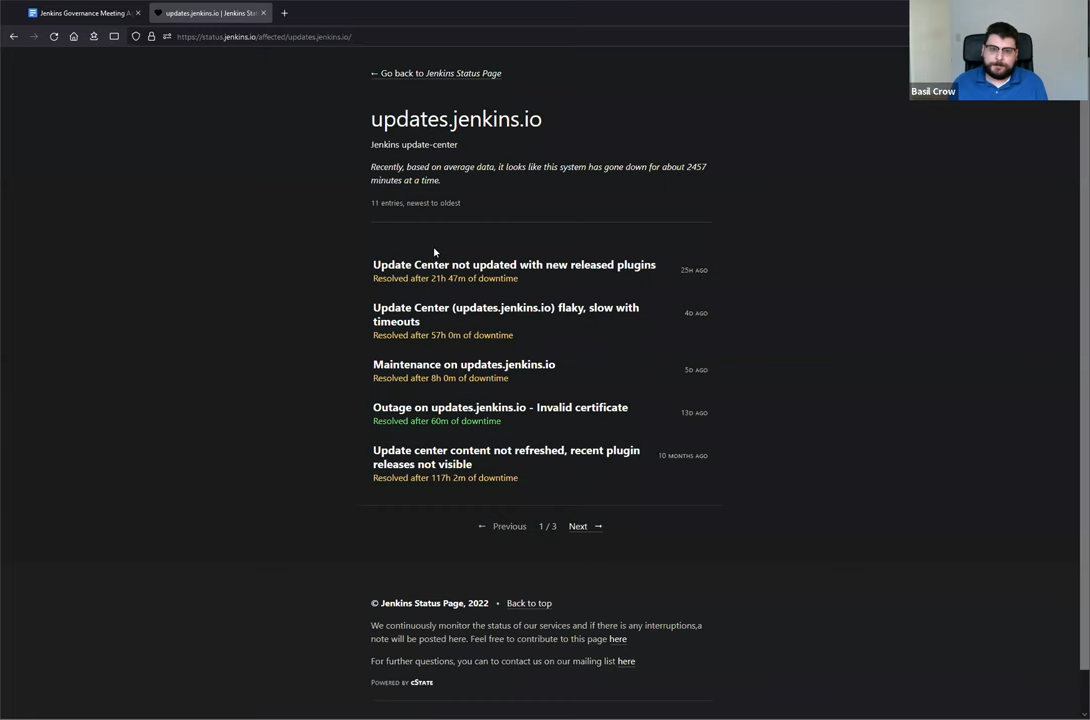 Jenkins Governance Meeting A
updates.jenkins.io | Jenkins Sta
https://status.jenkins.io/affected/updates.jenkins.io/
Basil Crow
← Go back to Jenkins Status Page
updates.jenkins.io
Jenkins update-center
Recently, based on average data, it looks like this system has gone down for about 2457
minutes at a time.
11 entries, newest to oldest
Update Center not updated with new released plugins
25H AGO
Resolved after 21h 47m of downtime
Update Center (updates.jenkins.io) flaky, slow with
timeouts
4D AGO
Resolved after 57h 0m of downtime
Maintenance on updates.jenkins.io
5D AGO
Resolved after 8h 0m of downtime
Outage on updates.jenkins.io - Invalid certificate
13D AGO
Resolved after 60m of downtime
Update center content not refreshed, recent plugin
releases not visible
10 MONTHS AGO
Resolved after 117h 2m of downtime
← Previous 1 / 3 Next →
© Jenkins Status Page, 2022 • Back to top
We continuously monitor the status of our services and if there is any interruptions,a
note will be posted here. Feel free to contribute to this page here
For further questions, you can to contact us on our mailing list here
POWERED BY cState